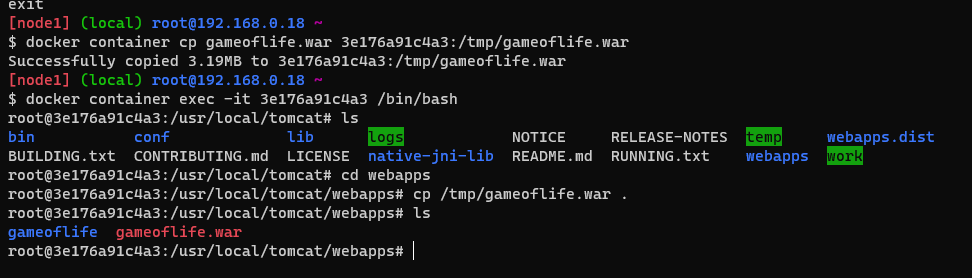 exit
[node1] (local) root@192.168.0.18 ~
$ docker container cp gameoflife.war 3e176a91c4a3:/tmp/gameoflife.war
Successfully copied 3.19MB to 3e176a91c4a3:/tmp/gameoflife.war
[node1] (local) root@192.168.0.18 ~
$ docker container exec -it 3e176a91c4a3 /bin/bash
root@3e176a91c4a3:/usr/local/tomcat# ls
bin conf lib logs NOTICE RELEASE-NOTES temp webapps.dist
BUILDING.txt CONTRIBUTING.md LICENSE native-jni-lib README.md RUNNING.txt webapps work
root@3e176a91c4a3:/usr/local/tomcat# cd webapps
root@3e176a91c4a3:/usr/local/tomcat/webapps# cp /tmp/gameoflife.war .
root@3e176a91c4a3:/usr/local/tomcat/webapps# ls
gameoflife gameoflife.war
root@3e176a91c4a3:/usr/local/tomcat/webapps#